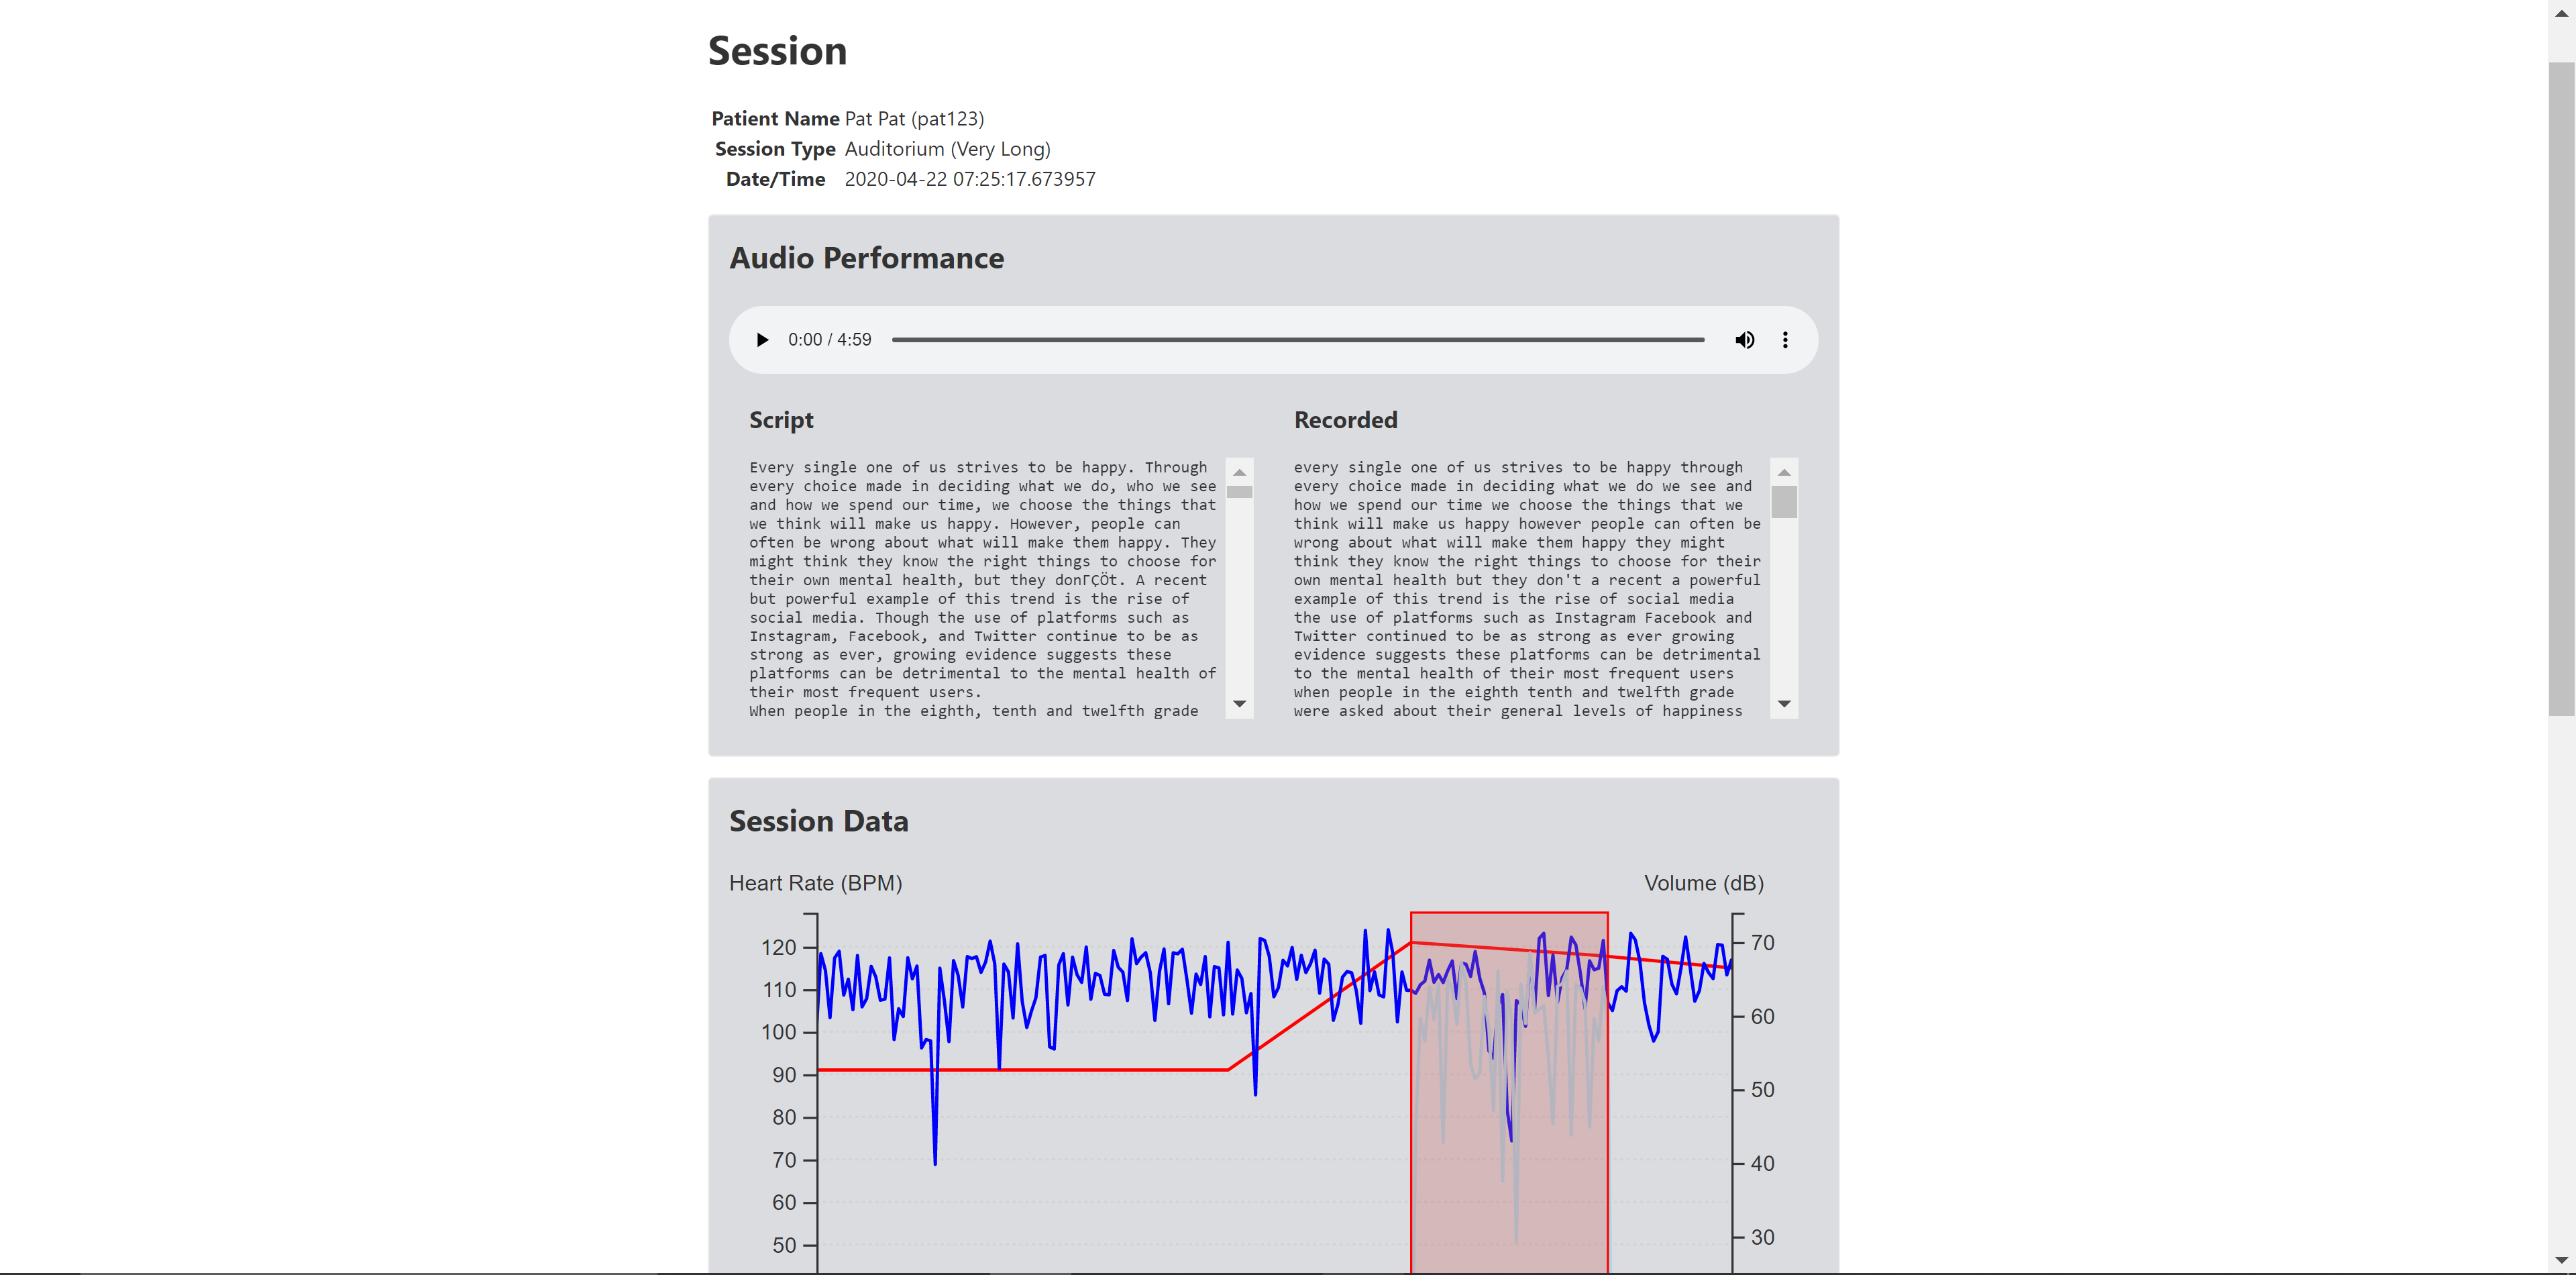 Session
Patient Name Pat Pat (pat123)
Session Type Auditorium (Very Long)
Date/Time 2020-04-22 07:25:17.673957
Audio Performance
0:00 / 4:59
Script
Every single one of us strives to be happy. Through
every choice made in deciding what we do, who we see
and how we spend our time, we choose the things that
we think will make us happy. However, people can
often be wrong about what will make them happy. They
might think they know the right things to choose for
their own mental health, but they donΓÇÖt. A recent
but powerful example of this trend is the rise of
social media. Though the use of platforms such as
Instagram, Facebook, and Twitter continue to be as
strong as ever, growing evidence suggests these
platforms can be detrimental to the mental health of
their most frequent users.
When people in the eighth, tenth and twelfth grade
Recorded
every single one of us strives to be happy through
every choice made in deciding what we do we see and
how we spend our time we choose the things that we
think will make us happy however people can often be
wrong about what will make them happy they might
think they know the right things to choose for their
own mental health but they don't a recent a powerful
example of this trend is the rise of social media
the use of platforms such as Instagram Facebook and
Twitter continued to be as strong as ever growing
evidence suggests these platforms can be detrimental
to the mental health of their most frequent users
when people in the eighth tenth and twelfth grade
were asked about their general levels of happiness
Session Data
Heart Rate (BPM)
Volume (dB)
120
110
100
90
80
70
60
50
70
60
50
40
30